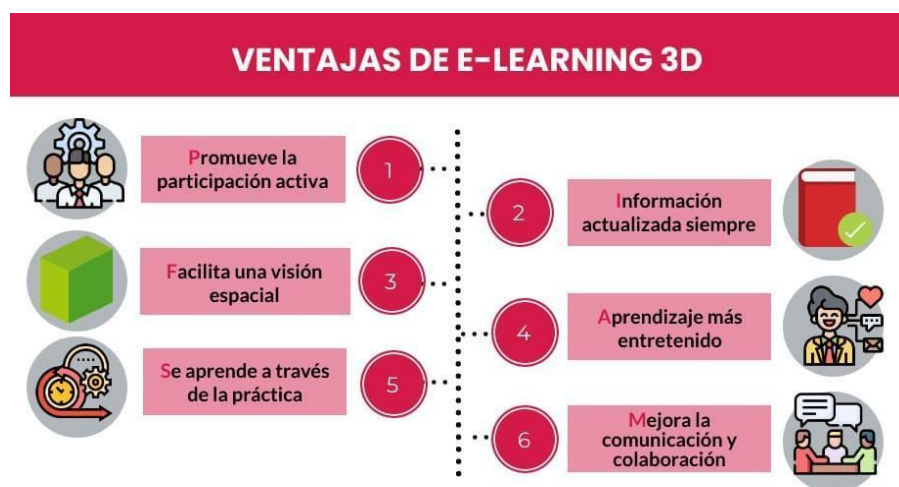 VENTAJAS DE E-LEARNING 3D
1
Promueve la
participación activa
2
Información
actualizada siempre
3
Facilita una visión
espacial
4
Aprendizaje más
entretenido
5
Se aprende a través
de la práctica
6
Mejora la
comunicación y
colaboración